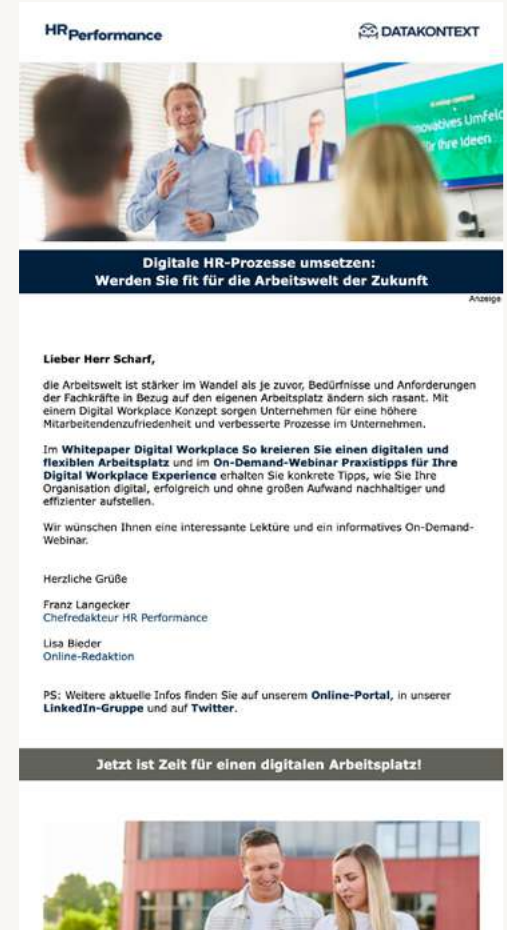 HRPerformance
DATAKONTEXT
novatives Umfeld
für Ihre Ideen
Digitale HR-Prozesse umsetzen:
Werden Sie fit für die Arbeitswelt der Zukunft
Anzeige
Lieber Herr Scharf,
die Arbeitswelt ist stärker im Wandel als je zuvor, Bedürfnisse und Anforderungen
der Fachkräfte in Bezug auf den eigenen Arbeitsplatz ändern sich rasant. Mit
einem Digital Workplace Konzept sorgen Unternehmen für eine höhere
Mitarbeitendenzufriedenheit und verbesserte Prozesse im Unternehmen.
Im Whitepaper Digital Workplace So kreieren Sie einen digitalen und
flexiblen Arbeitsplatz und im On-Demand-Webinar Praxistipps für Ihre
Digital Workplace Experience erhalten Sie konkrete Tipps, wie Sie Ihre
Organisation digital, erfolgreich und ohne großen Aufwand nachhaltiger und
effizienter aufstellen.
Wir wünschen Ihnen eine interessante Lektüre und ein informatives On-Demand-
Webinar.
Herzliche Grüße
Franz Langecker
Chefredakteur HR Performance
Lisa Bieder
Online-Redaktion
PS: Weitere aktuelle Infos finden Sie auf unserem Online-Portal, in unserer
LinkedIn-Gruppe und auf Twitter.
Jetzt ist Zeit für einen digitalen Arbeitsplatz!